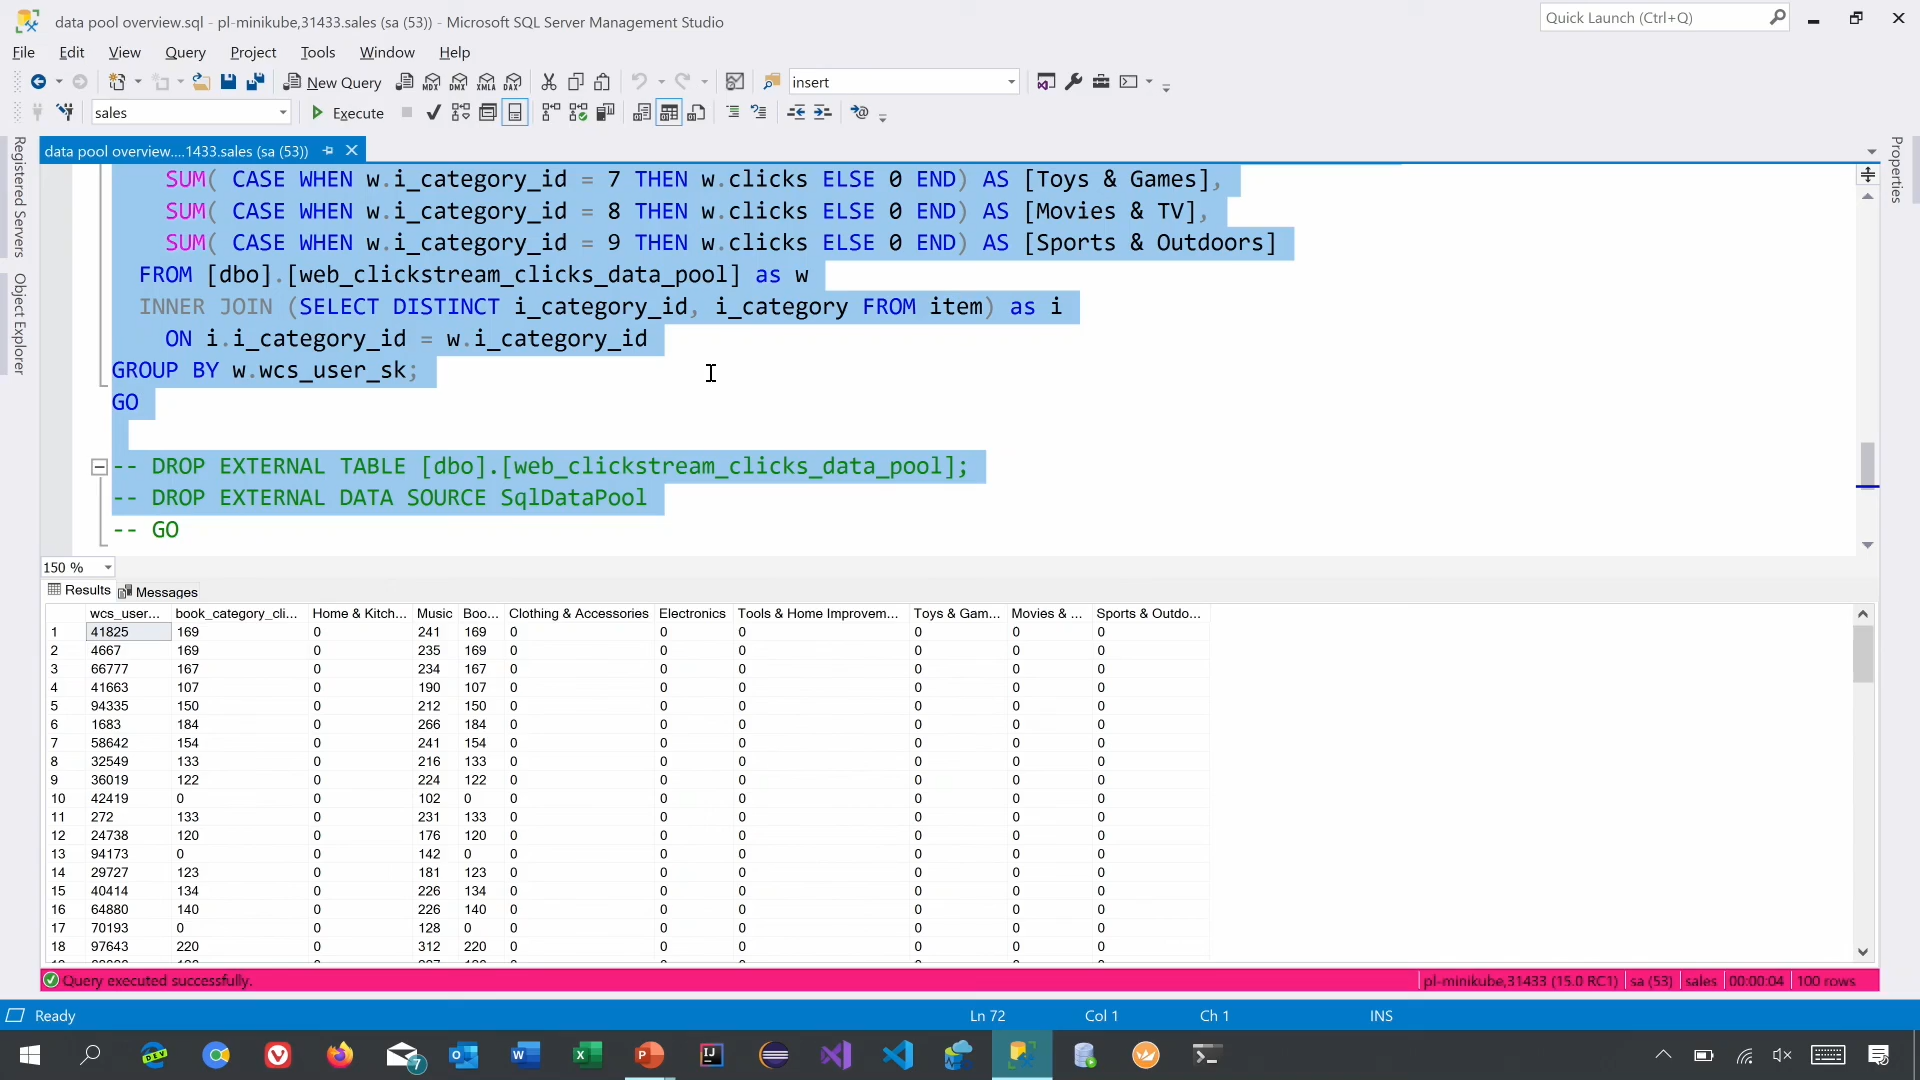 data pool overview.sql - pl-minikube,31433.sales (sa (53)) - Microsoft SQL Server Management Studio
Quick Launch (Ctrl+Q)
File Edit View Query Project Tools Window Help
New Query MDX DMX XMLA DAX insert
sales Execute
data pool overview....1433.sales (sa (53))
Registered Servers
Object Explorer
Properties
SUM( CASE WHEN w.i_category_id = 7 THEN w.clicks ELSE 0 END) AS [Toys & Games],
SUM( CASE WHEN w.i_category_id = 8 THEN w.clicks ELSE 0 END) AS [Movies & TV],
SUM( CASE WHEN w.i_category_id = 9 THEN w.clicks ELSE 0 END) AS [Sports & Outdoors]
FROM [dbo].[web_clickstream_clicks_data_pool] as w
INNER JOIN (SELECT DISTINCT i_category_id, i_category FROM item) as i
ON i.i_category_id = w.i_category_id
GROUP BY w.wcs_user_sk;
GO
-- DROP EXTERNAL TABLE [dbo].[web_clickstream_clicks_data_pool];
-- DROP EXTERNAL DATA SOURCE SqlDataPool
-- GO
150 %
Results Messages
wcs_user... book_category_cli... Home & Kitch... Music Boo... Clothing & Accessories Electronics Tools & Home Improvem... Toys & Gam... Movies & ... Sports & Outdo...
1 41825 169 0 241 169 0 0 0 0 0 0
2 4667 169 0 235 169 0 0 0 0 0 0
3 66777 167 0 234 167 0 0 0 0 0 0
4 41663 107 0 190 107 0 0 0 0 0 0
5 94335 150 0 212 150 0 0 0 0 0 0
6 1683 184 0 266 184 0 0 0 0 0 0
7 58642 154 0 241 154 0 0 0 0 0 0
8 32549 133 0 216 133 0 0 0 0 0 0
9 36019 122 0 224 122 0 0 0 0 0 0
10 42419 0 0 102 0 0 0 0 0 0 0
11 272 133 0 231 133 0 0 0 0 0 0
12 24738 120 0 176 120 0 0 0 0 0 0
13 94173 0 0 142 0 0 0 0 0 0 0
14 29727 123 0 181 123 0 0 0 0 0 0
15 40414 134 0 226 134 0 0 0 0 0 0
16 64880 140 0 226 140 0 0 0 0 0 0
17 70193 0 0 128 0 0 0 0 0 0 0
18 97643 220 0 312 220 0 0 0 0 0 0
Query executed successfully. pl-minikube,31433 (15.0 RC1) sa (53) sales 00:00:04 100 rows
Ready Ln 72 Col 1 Ch 1 INS
DEV 7 IJ